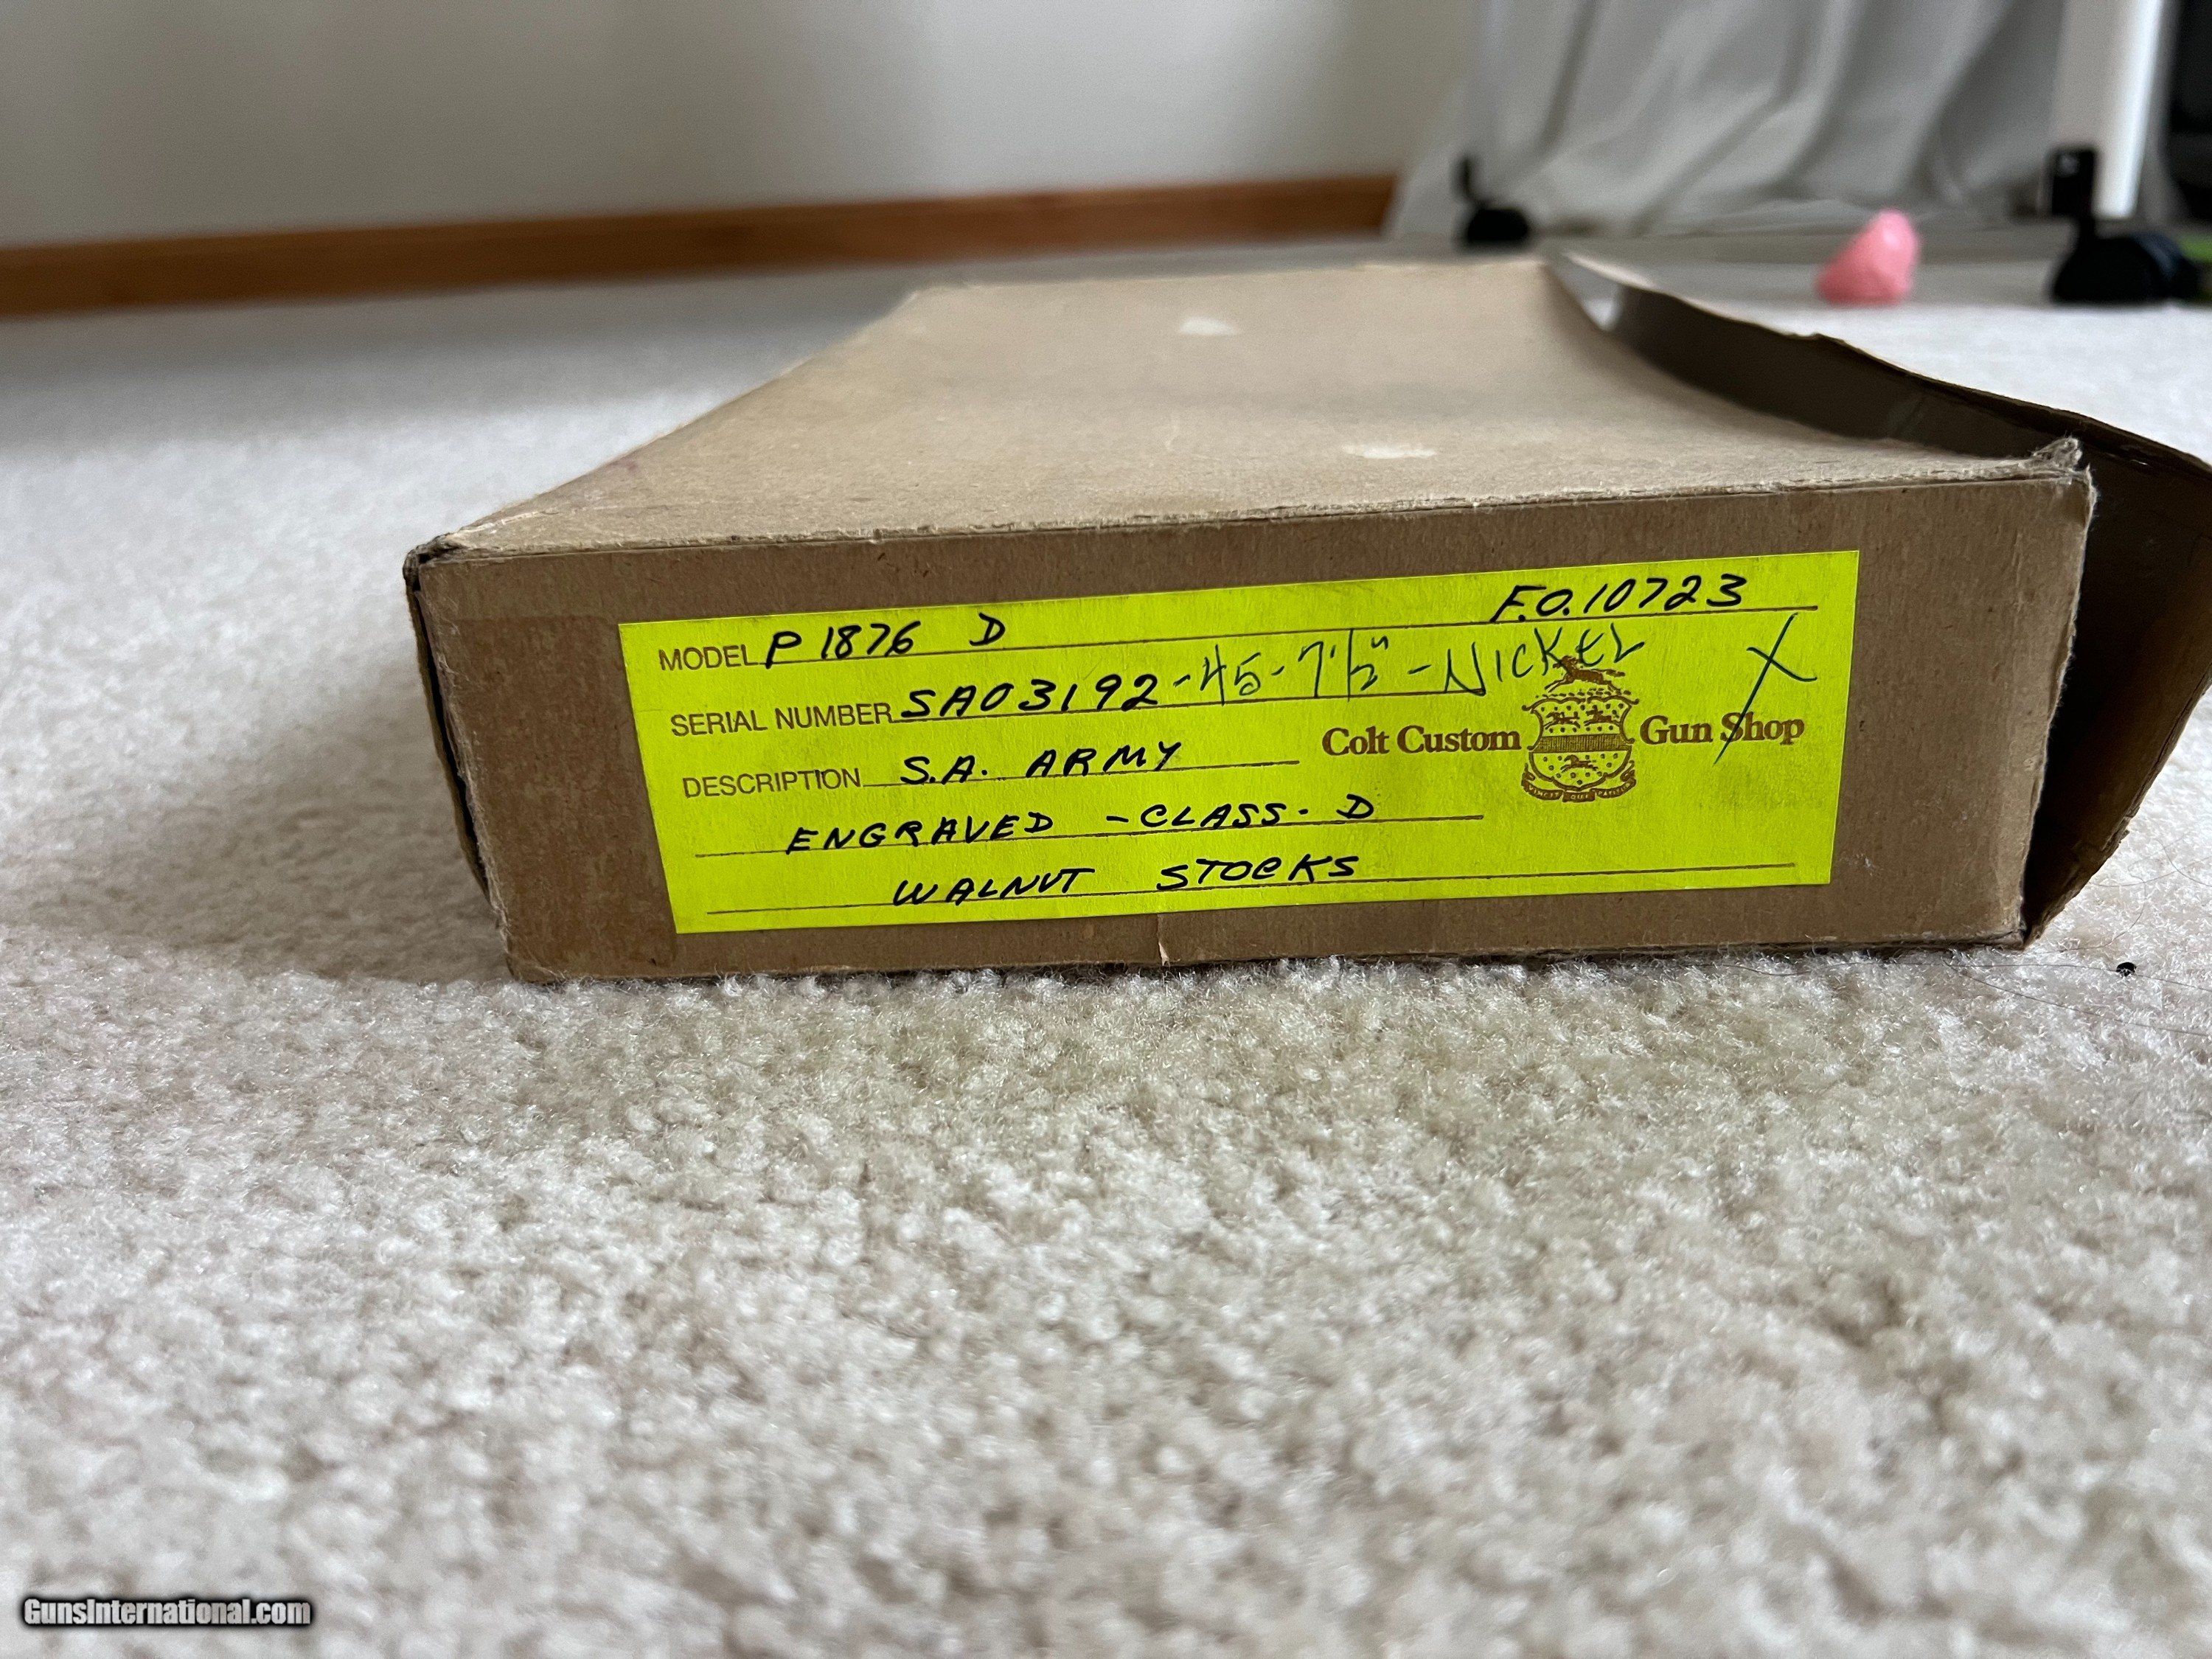 MODEL P 1876 D F.O.10723
SERIAL NUMBER SA03192-45-7½"-NICKEL
DESCRIPTION S.A. ARMY
Colt Custom Gun Shop
ENGRAVED - CLASS - D
WALNUT STOCKS
GunsInternational.com